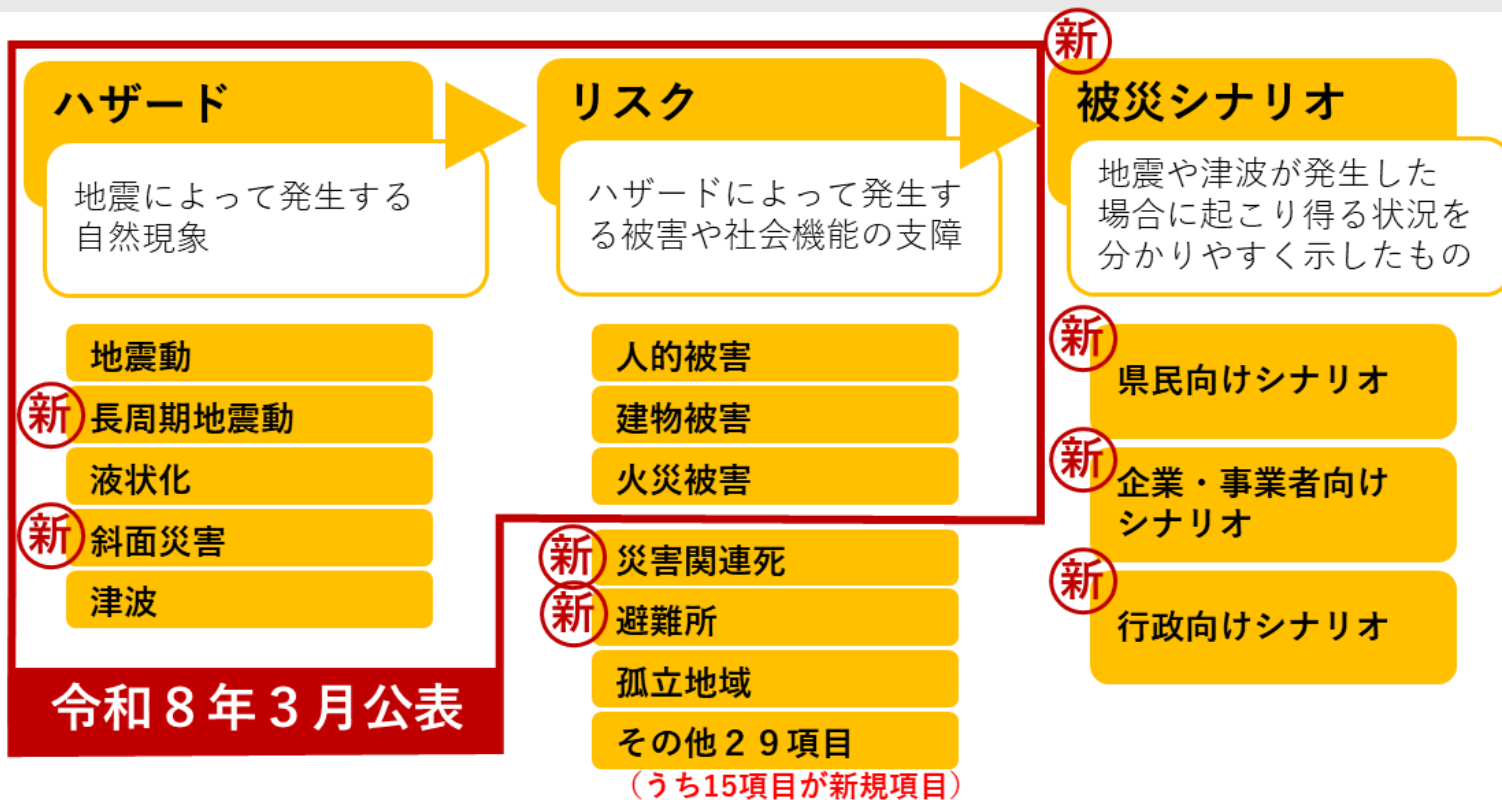 新
ハザード
地震によって発生する
自然現象
リスク
ハザードによって発生す
る被害や社会機能の支障
被災シナリオ
地震や津波が発生した
場合に起こり得る状況を
分かりやすく示したもの
地震動
新
長周期地震動
液状化
新
斜面災害
津波
令和8年3月公表
人的被害
建物被害
火災被害
新
災害関連死
新
避難所
孤立地域
その他29項目
（うち15項目が新規項目）
新
県民向けシナリオ
新
企業・事業者向け
シナリオ
新
行政向けシナリオ